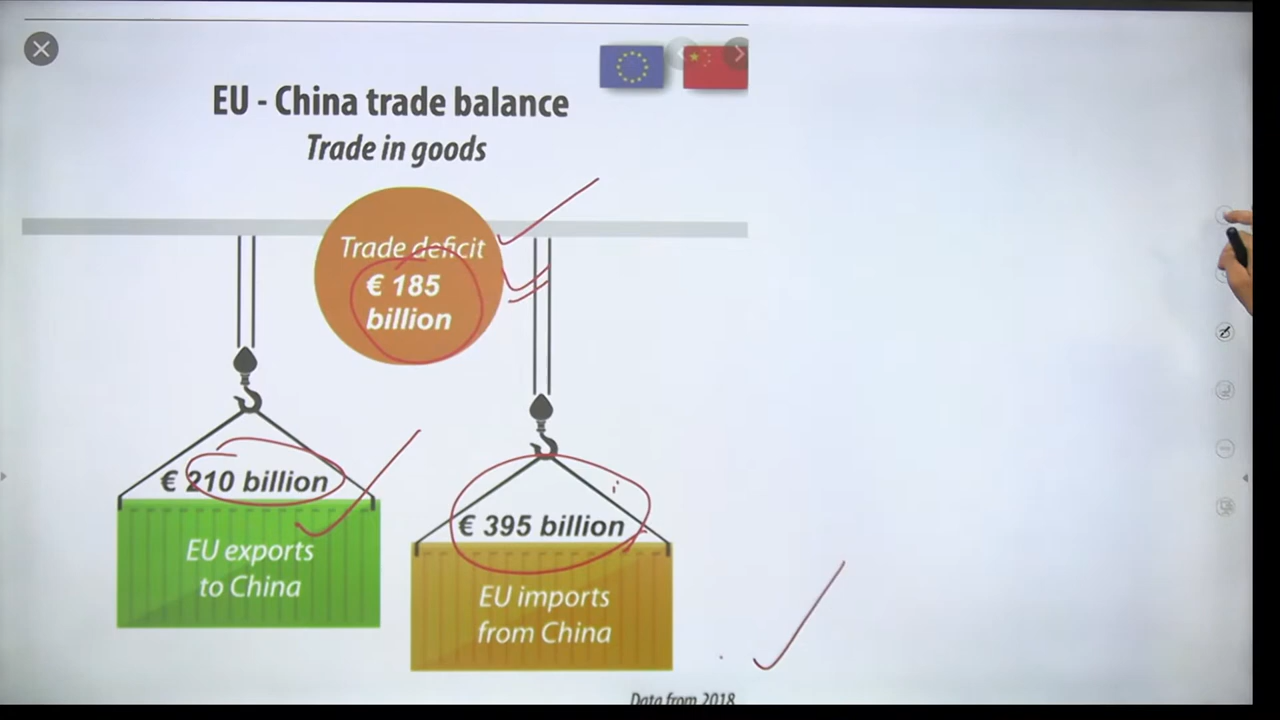 EU - China trade balance
Trade in goods
Trade deficit
€ 185
billion
€ 210 billion
EU exports
to China
€ 395 billion
EU imports
from China
Data from 2018